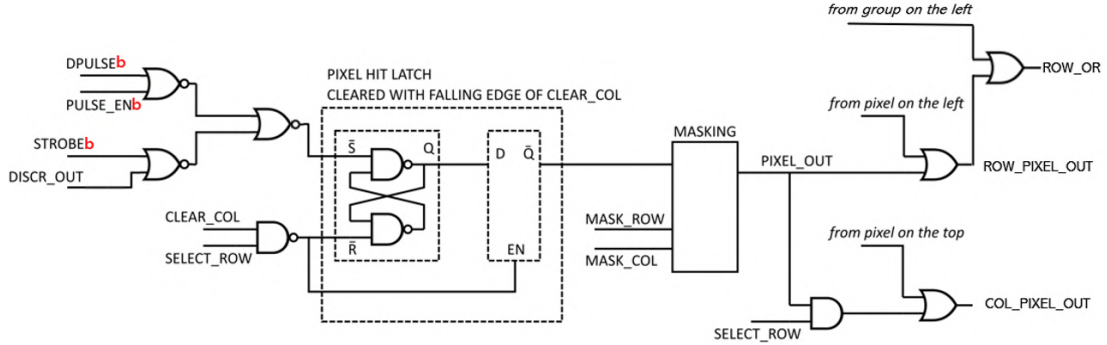 from group on the left
DPULSEb
PULSE_ENb
PIXEL HIT LATCH
CLEARED WITH FALLING EDGE OF CLEAR_COL
ROW_OR
from pixel on the left
STROBEb
DISCR_OUT
MASKING
S̄ Q D Q̄
PIXEL_OUT
ROW_PIXEL_OUT
CLEAR_COL
SELECT_ROW
R̄
EN
MASK_ROW
MASK_COL
from pixel on the top
COL_PIXEL_OUT
SELECT_ROW